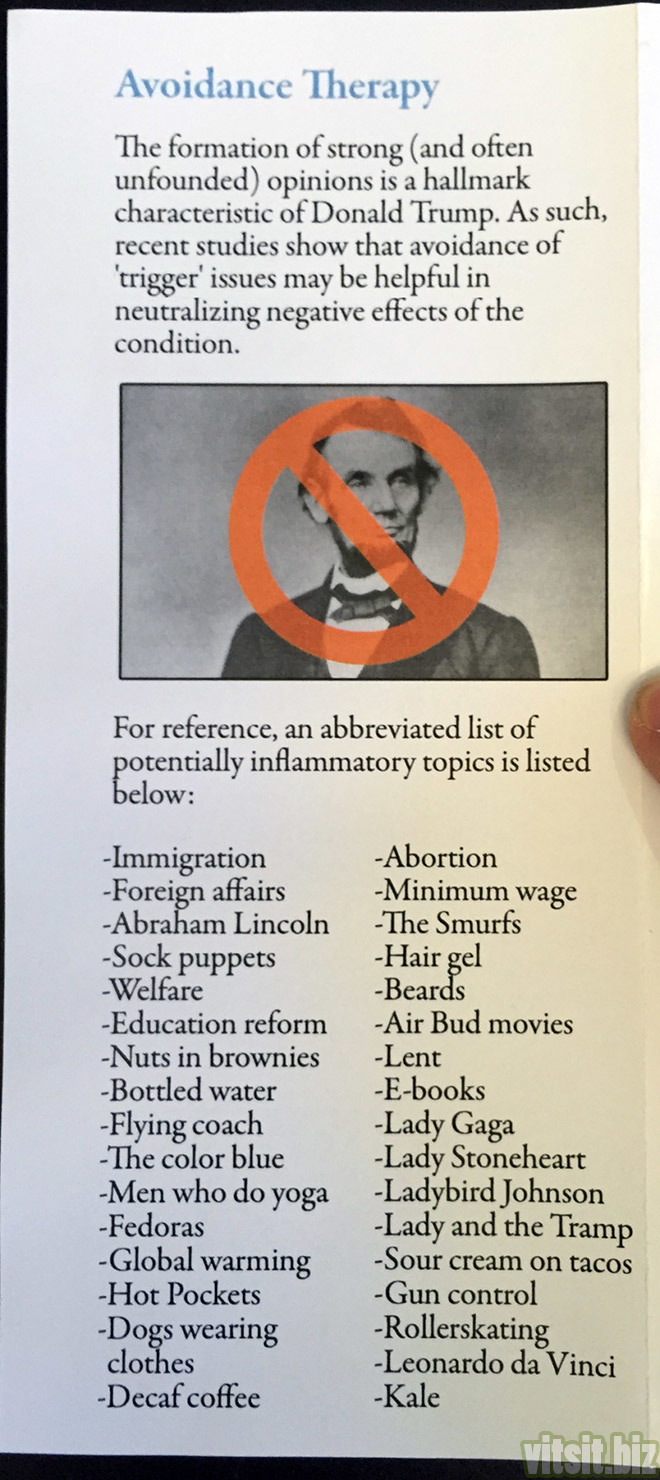 Avoidance Therapy
The formation of strong (and often
unfounded) opinions is a hallmark
characteristic of Donald Trump. As such,
recent studies show that avoidance of
'trigger' issues may be helpful in
neutralizing negative effects of the
condition.
For reference, an abbreviated list of
potentially inflammatory topics is listed
below:
-Immigration
-Foreign affairs
-Abraham Lincoln
-Sock puppets
-Welfare
-Education reform
-Nuts in brownies
-Bottled water
-Flying coach
-The color blue
-Men who do yoga
-Fedoras
-Global warming
-Hot Pockets
-Dogs wearing
clothes
-Decaf coffee
-Abortion
-Minimum wage
-The Smurfs
-Hair gel
-Beards
-Air Bud movies
-Lent
-E-books
-Lady Gaga
-Lady Stoneheart
-Ladybird Johnson
-Lady and the Tramp
-Sour cream on tacos
-Gun control
-Rollerskating
-Leonardo da Vinci
-Kale
vitsit.biz